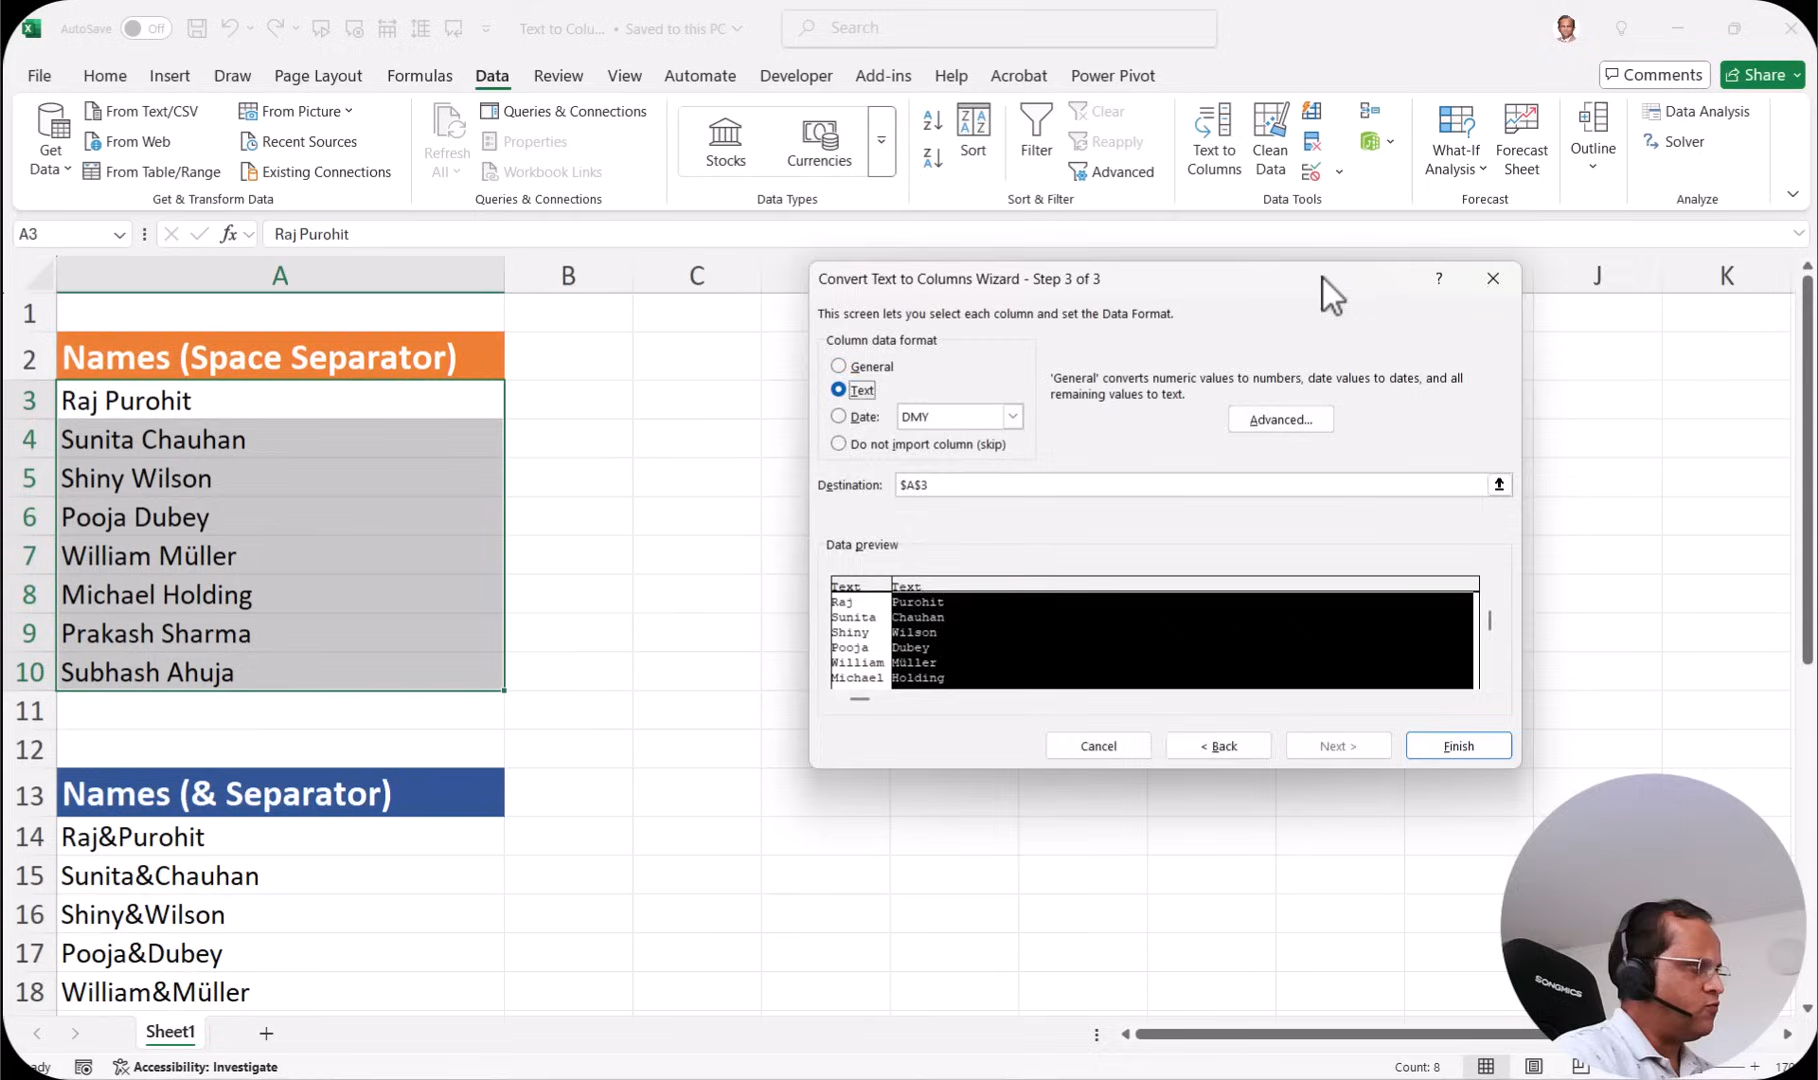 AutoSave Off
Text to Colu... • Saved to this PC
Search
File Home Insert Draw Page Layout Formulas Data Review View Automate Developer Add-ins Help Acrobat Power Pivot
Comments Share
Get Data
From Text/CSV
From Web
From Table/Range
From Picture
Recent Sources
Existing Connections
Get & Transform Data
Refresh All
Queries & Connections
Properties
Workbook Links
Queries & Connections
Stocks
Currencies
Data Types
Sort
Filter
Clear
Reapply
Advanced
Sort & Filter
Text to Columns
Clean Data
Data Tools
What-If Analysis
Forecast Sheet
Forecast
Outline
Data Analysis
Solver
Analyze
A3 fx Raj Purohit
A B C J K
1
2 Names (Space Separator)
3 Raj Purohit
4 Sunita Chauhan
5 Shiny Wilson
6 Pooja Dubey
7 William Müller
8 Michael Holding
9 Prakash Sharma
10 Subhash Ahuja
11
12
13 Names (& Separator)
14 Raj&Purohit
15 Sunita&Chauhan
16 Shiny&Wilson
17 Pooja&Dubey
18 William&Müller
Convert Text to Columns Wizard - Step 3 of 3 ?
This screen lets you select each column and set the Data Format.
Column data format
General
Text
Date: DMY
Do not import column (skip)
'General' converts numeric values to numbers, date values to dates, and all
remaining values to text.
Advanced...
Destination: $A$3
Data preview
Text Text
Raj Purohit
Sunita Chauhan
Shiny Wilson
Pooja Dubey
William Müller
Michael Holding
Cancel < Back Next > Finish
SONGMICS
Sheet1
Accessibility: Investigate
Count: 8